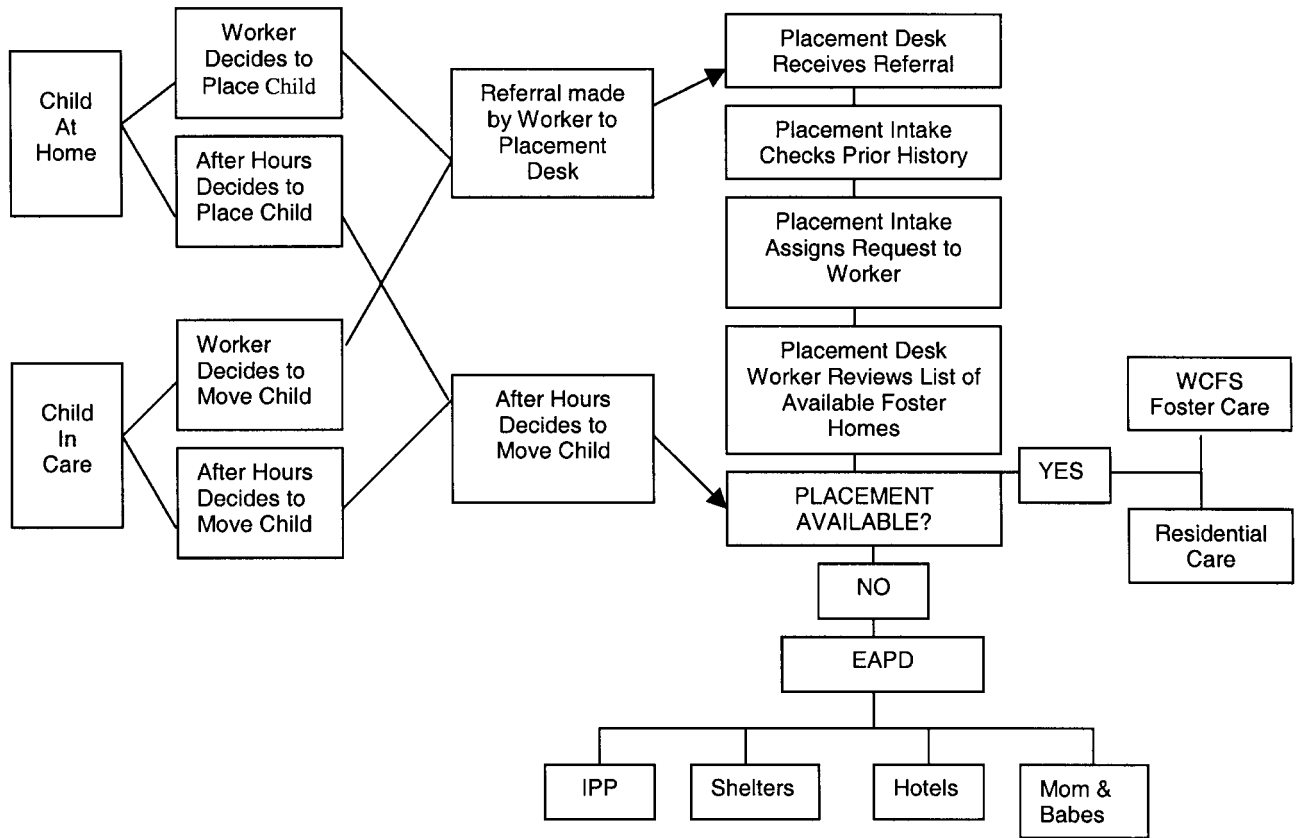 Child
At
Home
Worker
Decides to
Place Child
After Hours
Decides to
Place Child
Child
In
Care
Worker
Decides to
Move Child
After Hours
Decides to
Move Child
Referral made
by Worker to
Placement
Desk
After Hours
Decides to
Move Child
Placement Desk
Receives Referral
Placement Intake
Checks Prior History
Placement Intake
Assigns Request to
Worker
Placement Desk
Worker Reviews List of
Available Foster
Homes
PLACEMENT
AVAILABLE?
YES
WCFS
Foster Care
Residential
Care
NO
EAPD
IPP
Shelters
Hotels
Mom &
Babes